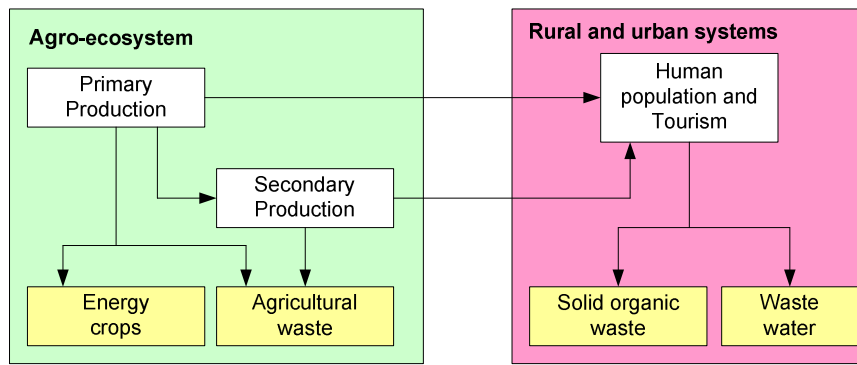 Agro-ecosystem
Primary
Production
Secondary
Production
Energy
crops
Agricultural
waste
Rural and urban systems
Human
population and
Tourism
Solid organic
waste
Waste
water